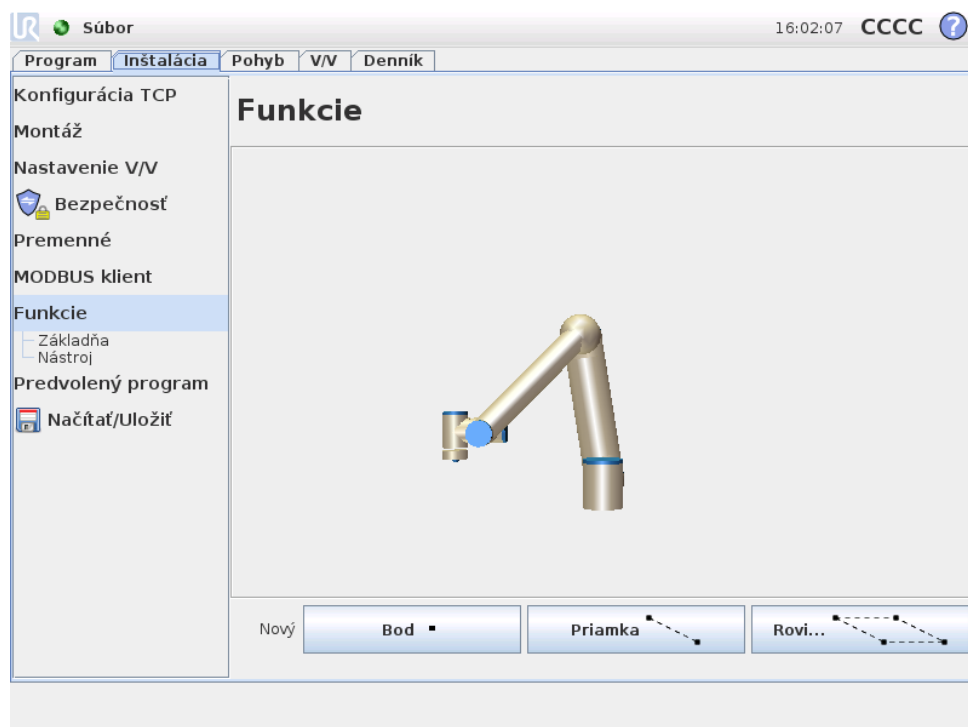 UR Súbor 16:02:07 CCCC ?
Program Inštalácia Pohyb V/V Denník
Konfigurácia TCP
Montáž
Nastavenie V/V
Bezpečnosť
Premenné
MODBUS klient
Funkcie
Základňa
Nástroj
Predvolený program
Načítať/Uložiť
Funkcie
Nový Bod Priamka Rovi...